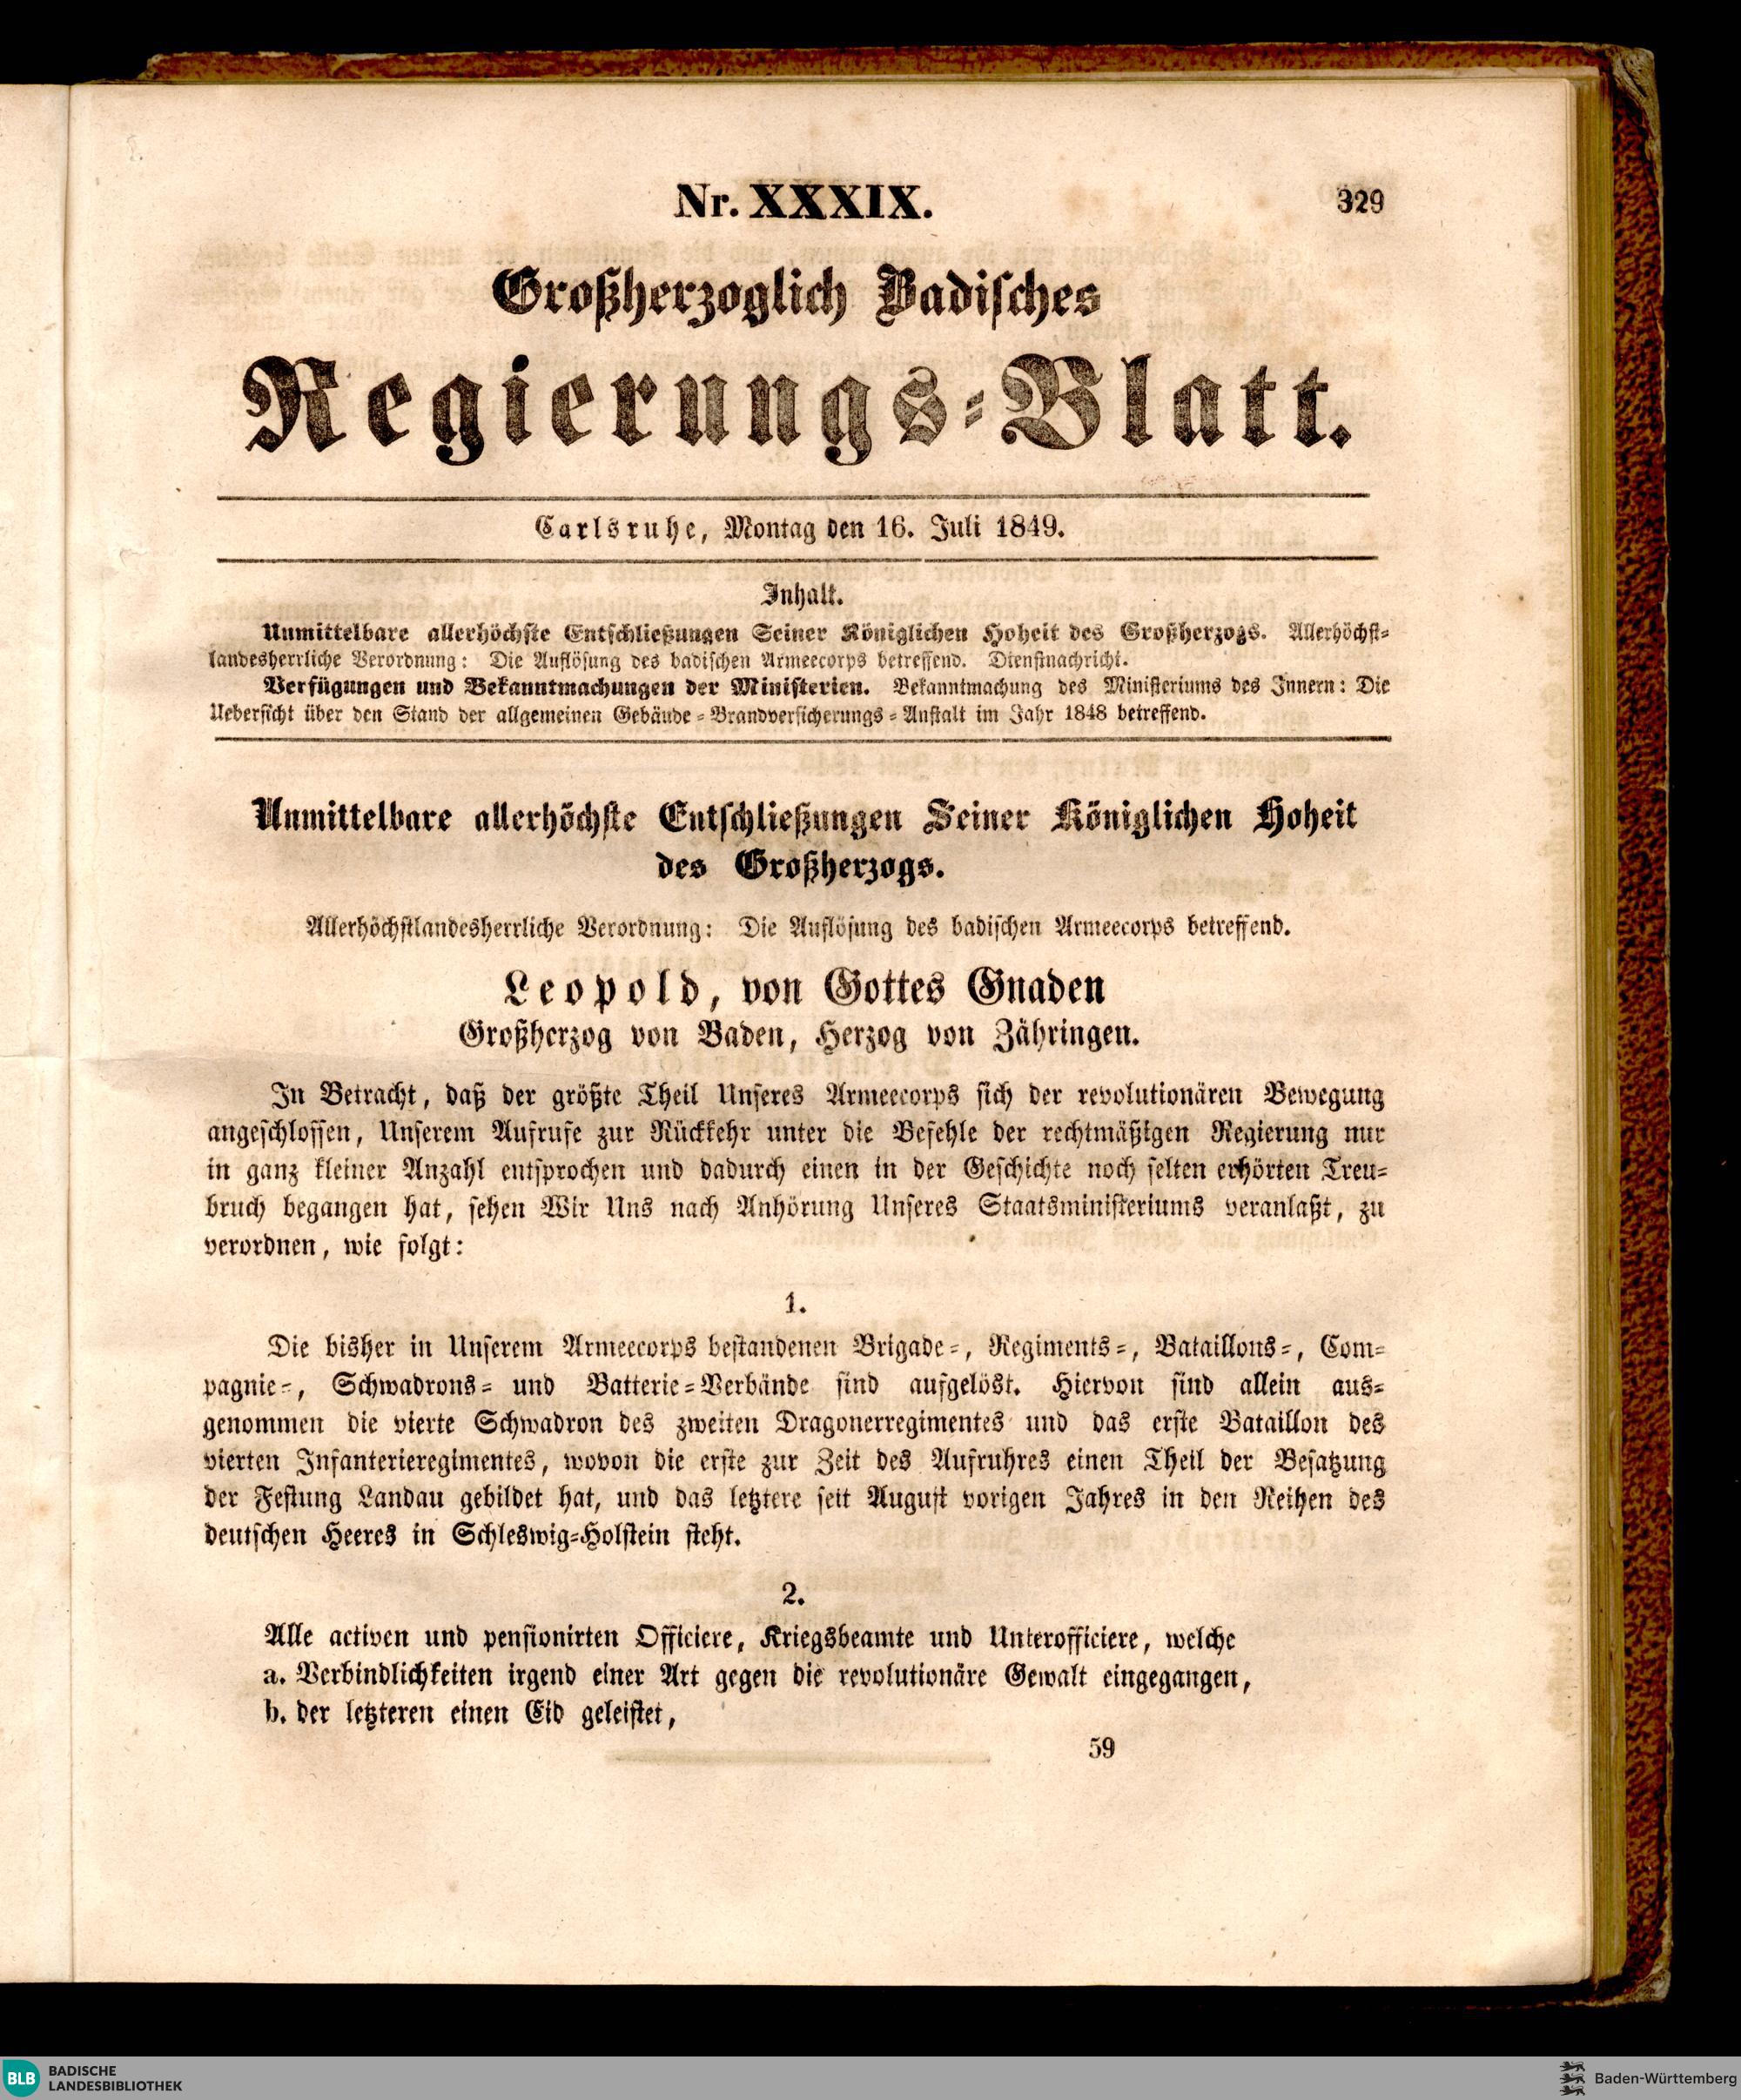 Nr. XXXIX.
329
Großherzoglich Badisches
Regierungs-Blatt.
Carlsruhe, Montag den 16. Juli 1849.
Inhalt.
Unmittelbare allerhöchste Entschließungen Seiner Königlichen Hoheit des Großherzogs. Allerhöchst-
landesherrliche Verordnung: Die Auflösung des badischen Armeecorps betreffend. Dienstnachricht.
Verfügungen und Bekanntmachungen der Ministerien. Bekanntmachung des Ministeriums des Innern: Die
Uebersicht über den Stand der allgemeinen Gebäude-Brandversicherungs-Anstalt im Jahr 1848 betreffend.
Unmittelbare allerhöchste Entschließungen Seiner Königlichen Hoheit
des Großherzogs.
Allerhöchstlandesherrliche Verordnung: Die Auflösung des badischen Armeecorps betreffend.
Leopold, von Gottes Gnaden
Großherzog von Baden, Herzog von Zähringen.
In Betracht, daß der größte Theil Unseres Armeecorps sich der revolutionären Bewegung
angeschlossen, Unserem Aufrufe zur Rückkehr unter die Befehle der rechtmäßigen Regierung nur
in ganz kleiner Anzahl entsprochen und dadurch einen in der Geschichte noch selten erhörten Treu-
bruch begangen hat, sehen Wir Uns nach Anhörung Unseres Staatsministeriums veranlaßt, zu
verordnen, wie folgt:
1.
Die bisher in Unserem Armeecorps bestandenen Brigade-, Regiments-, Bataillons-, Com-
pagnie-, Schwadrons- und Batterie-Verbände sind aufgelöst. Hiervon sind allein aus-
genommen die vierte Schwadron des zweiten Dragonerregimentes und das erste Bataillon des
vierten Infanterieregimentes, wovon die erste zur Zeit des Aufruhres einen Theil der Besatzung
der Festung Landau gebildet hat, und das letztere seit August vorigen Jahres in den Reihen des
deutschen Heeres in Schleswig-Holstein steht.
2.
Alle activen und pensionirten Officiere, Kriegsbeamte und Unterofficiere, welche
a. Verbindlichkeiten irgend einer Art gegen die revolutionäre Gewalt eingegangen,
b. der letzteren einen Eid geleistet,
59
BLB BADISCHE
LANDESBIBLIOTHEK
Baden-Württemberg